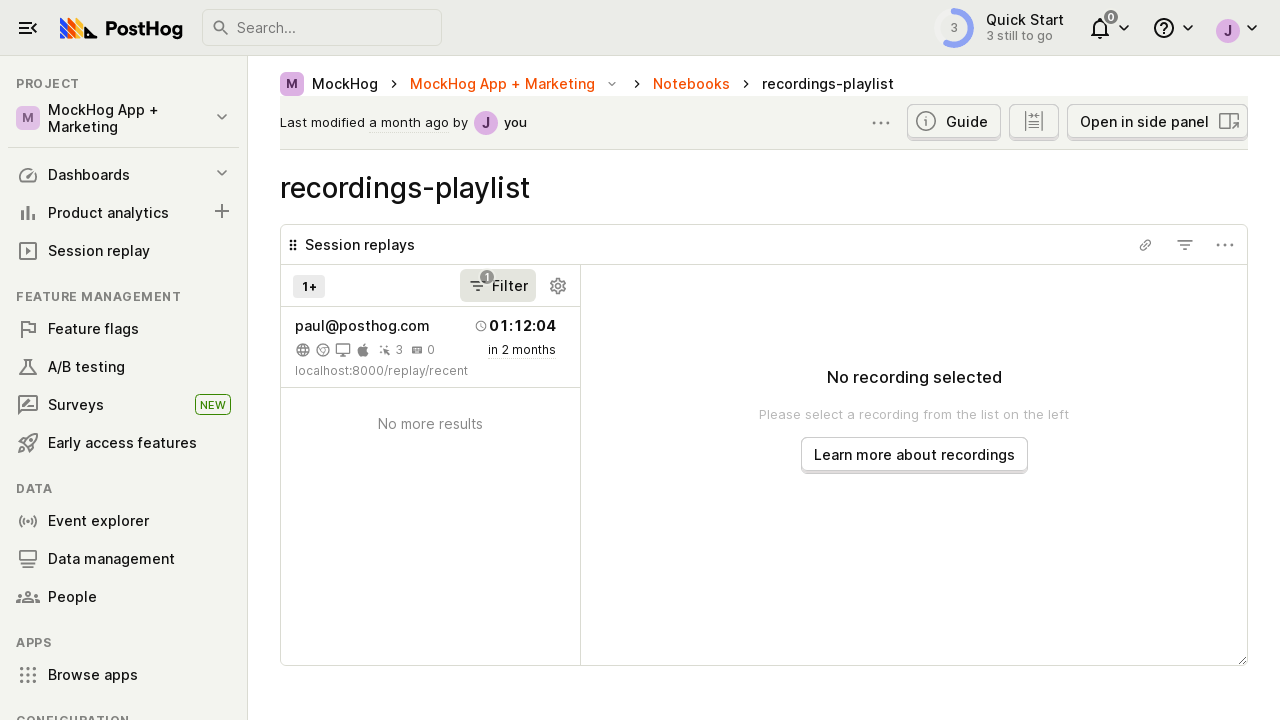 PostHog
Search...
3
Quick Start
3 still to go
0
J
PROJECT
M
MockHog App +
Marketing
Dashboards
Product analytics
Session replay
FEATURE MANAGEMENT
Feature flags
A/B testing
Surveys
NEW
Early access features
DATA
Event explorer
Data management
People
APPS
Browse apps
CONFIGURATION
M MockHog > MockHog App + Marketing > Notebooks > recordings-playlist
Last modified a month ago by J you
Guide
Open in side panel
recordings-playlist
Session replays
1+
1
Filter
paul@posthog.com
01:12:04
3
0
in 2 months
localhost:8000/replay/recent
No more results
No recording selected
Please select a recording from the list on the left
Learn more about recordings